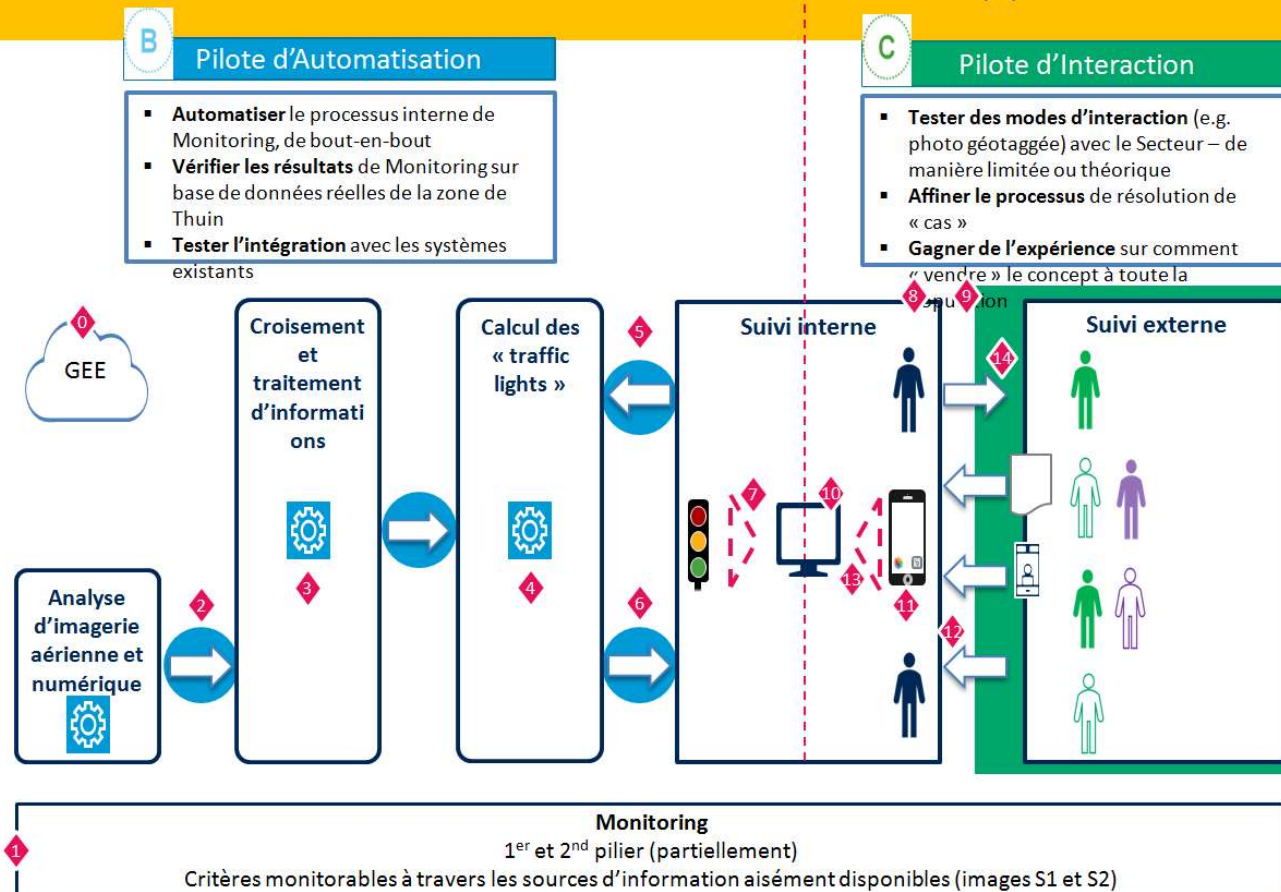 B
Pilote d'Automatisation
▪ Automatiser le processus interne de
Monitoring, de bout-en-bout
▪ Vérifier les résultats de Monitoring sur
base de données réelles de la zone de
Thuin
▪ Tester l'intégration avec les systèmes
existants
C
Pilote d'Interaction
▪ Tester des modes d'interaction (e.g.
photo géotaggée) avec le Secteur – de
manière limitée ou théorique
▪ Affiner le processus de résolution de
« cas »
▪ Gagner de l'expérience sur comment
« vendre » le concept à toute la
0
GEE
Analyse
d'imagerie
aérienne et
numérique
2
Croisement
et
traitement
d'informati
ons
3
Calcul des
« traffic
lights »
4
5
6
Suivi interne
7
8
9
10
11
12
13
14
Suivi externe
1
Monitoring
1er et 2nd pilier (partiellement)
Critères monitorables à travers les sources d'information aisément disponibles (images S1 et S2)